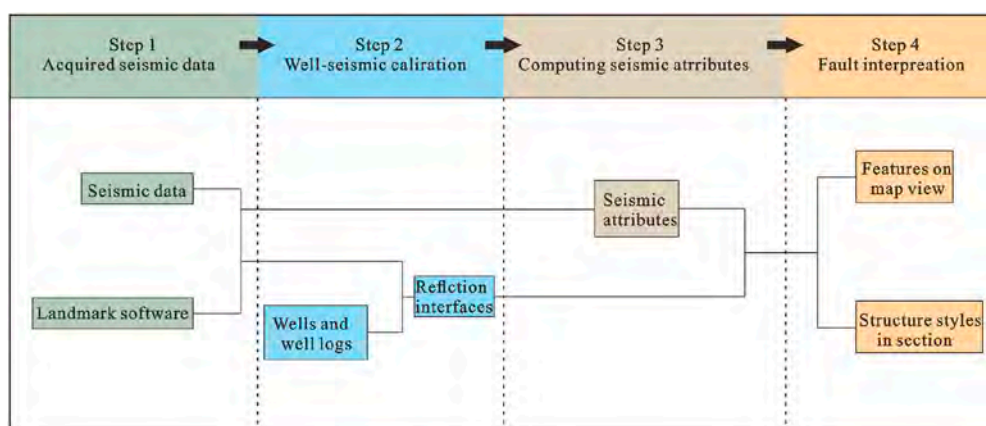 Step 1
Acquired seismic data
Step 2
Well-seismic caliration
Step 3
Computing seismic atrributes
Step 4
Fault interpreation
Seismic data
Landmark software
Wells and
well logs
Reflction
interfaces
Seismic
attributes
Features on
map view
Structure styles
in section